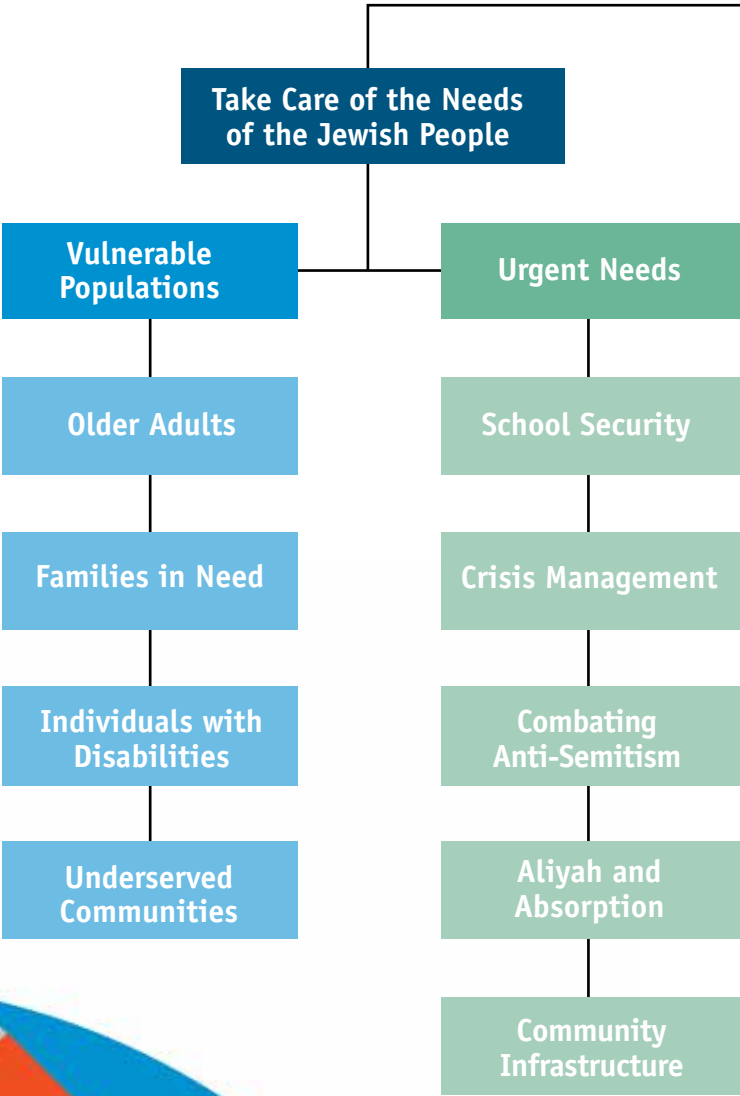 Take Care of the Needs
of the Jewish People
Vulnerable
Populations
Older Adults
Families in Need
Individuals with
Disabilities
Underserved
Communities
Urgent Needs
School Security
Crisis Management
Combating
Anti-Semitism
Aliyah and
Absorption
Community
Infrastructure